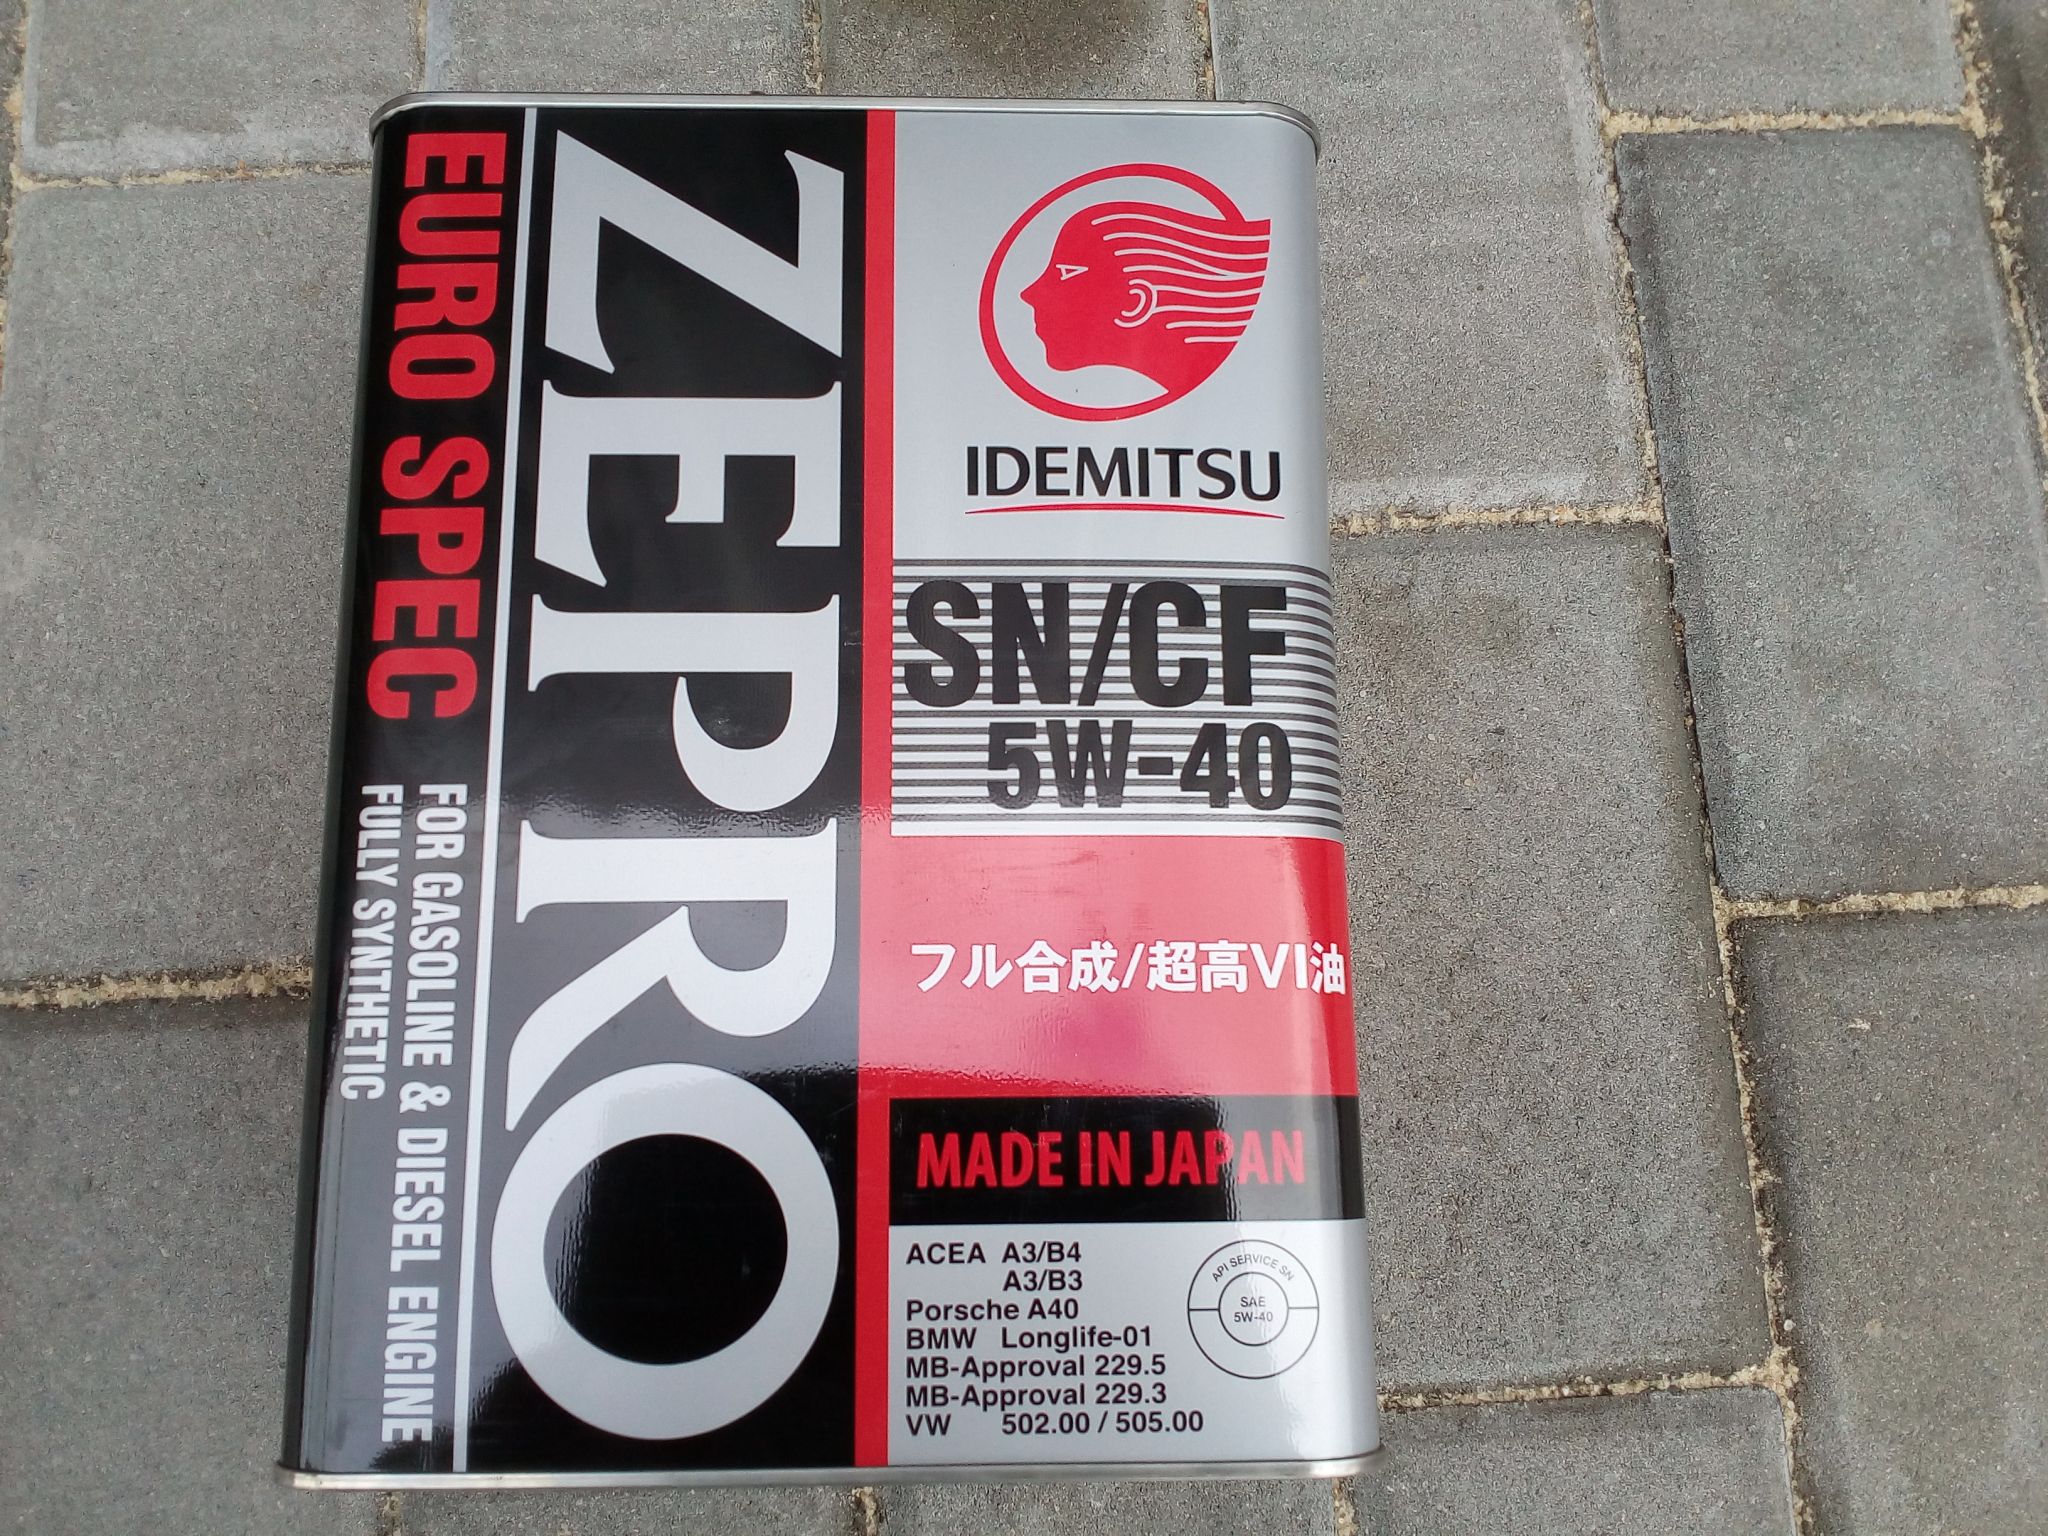 EURO SPEC
FOR GASOLINE & DIESEL ENGINE
FULLY SYNTHETIC
ZEPRO
IDEMITSU
SN/CF
5W-40
フル合成/超高VI油
MADE IN JAPAN
ACEA A3/B4
A3/B3
Porsche A40
BMW Longlife-01
MB-Approval 229.5
MB-Approval 229.3
VW 502.00 / 505.00
API SERVICE SN
SAE
5W-40